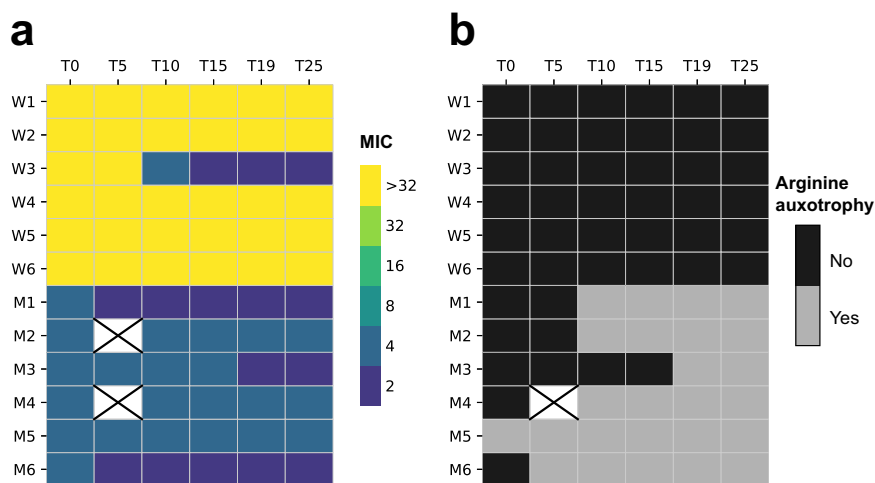 a
T0 T5 T10 T15 T19 T25
W1
W2
W3
W4
W5
W6
M1
M2
M3
M4
M5
M6
MIC
>32
32
16
8
4
2
b
T0 T5 T10 T15 T19 T25
W1
W2
W3
W4
W5
W6
M1
M2
M3
M4
M5
M6
Arginine
auxotrophy
No
Yes